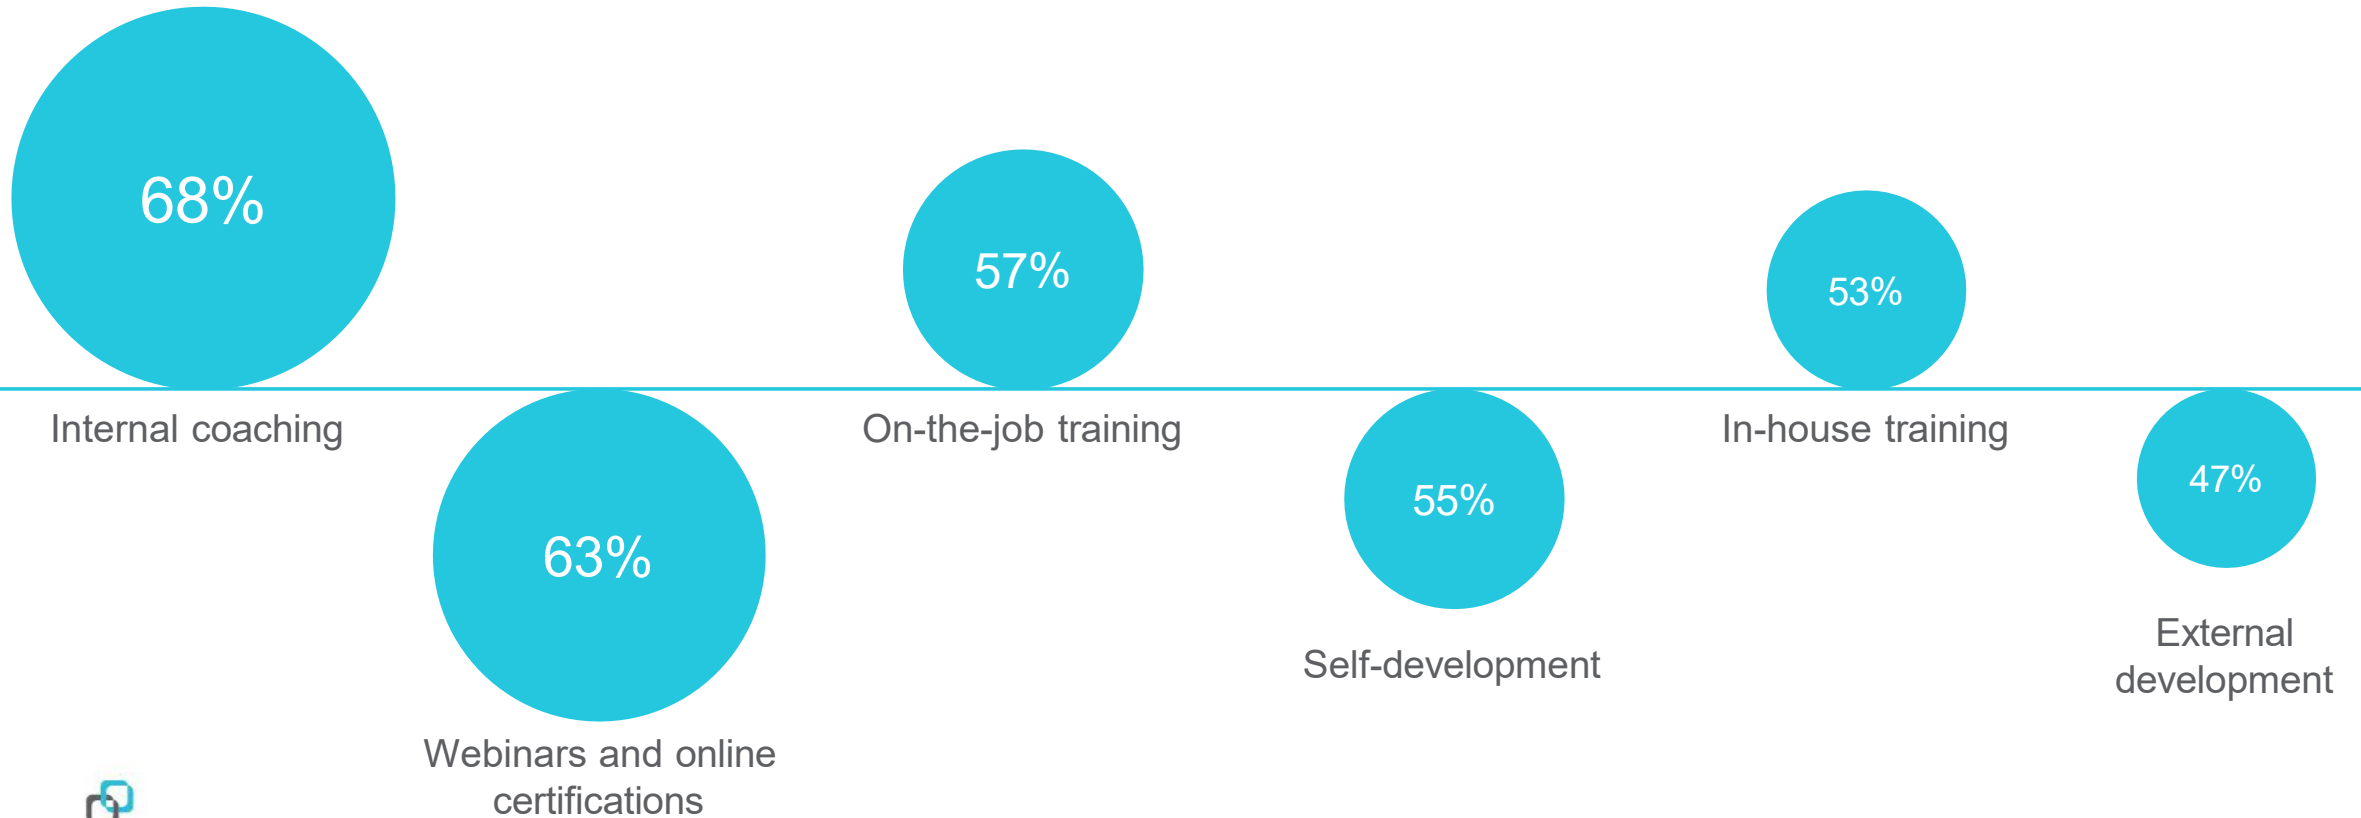 68%
Internal coaching
63%
Webinars and online
certifications
57%
On-the-job training
55%
Self-development
53%
In-house training
47%
External
development